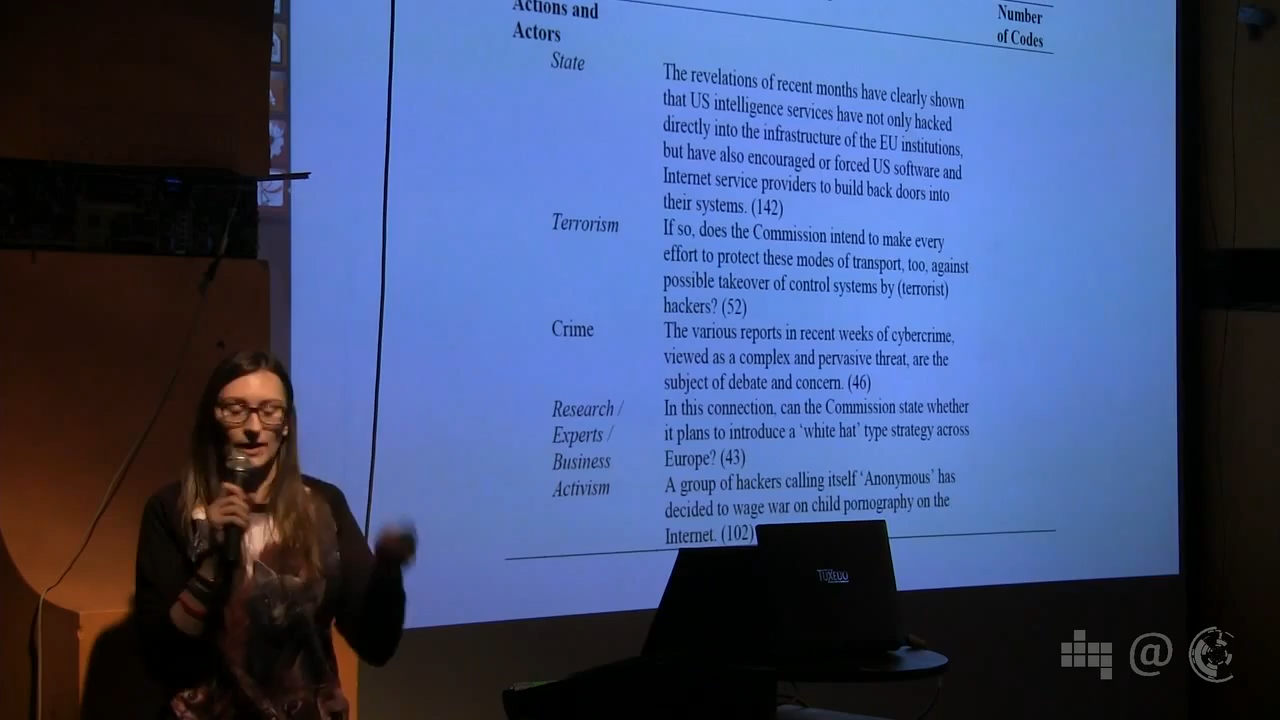 Actions and
Actors
Number
of Codes
State
The revelations of recent months have clearly shown
that US intelligence services have not only hacked
directly into the infrastructure of the EU institutions,
but have also encouraged or forced US software and
Internet service providers to build back doors into
their systems. (142)
Terrorism
If so, does the Commission intend to make every
effort to protect these modes of transport, too, against
possible takeover of control systems by (terrorist)
hackers? (52)
Crime
The various reports in recent weeks of cybercrime,
viewed as a complex and pervasive threat, are the
subject of debate and concern. (46)
Research /
Experts /
Business
In this connection, can the Commission state whether
it plans to introduce a ‘white hat’ type strategy across
Europe? (43)
Activism
A group of hackers calling itself ‘Anonymous’ has
decided to wage war on child pornography on the
Internet. (102)
TUXEDO
@